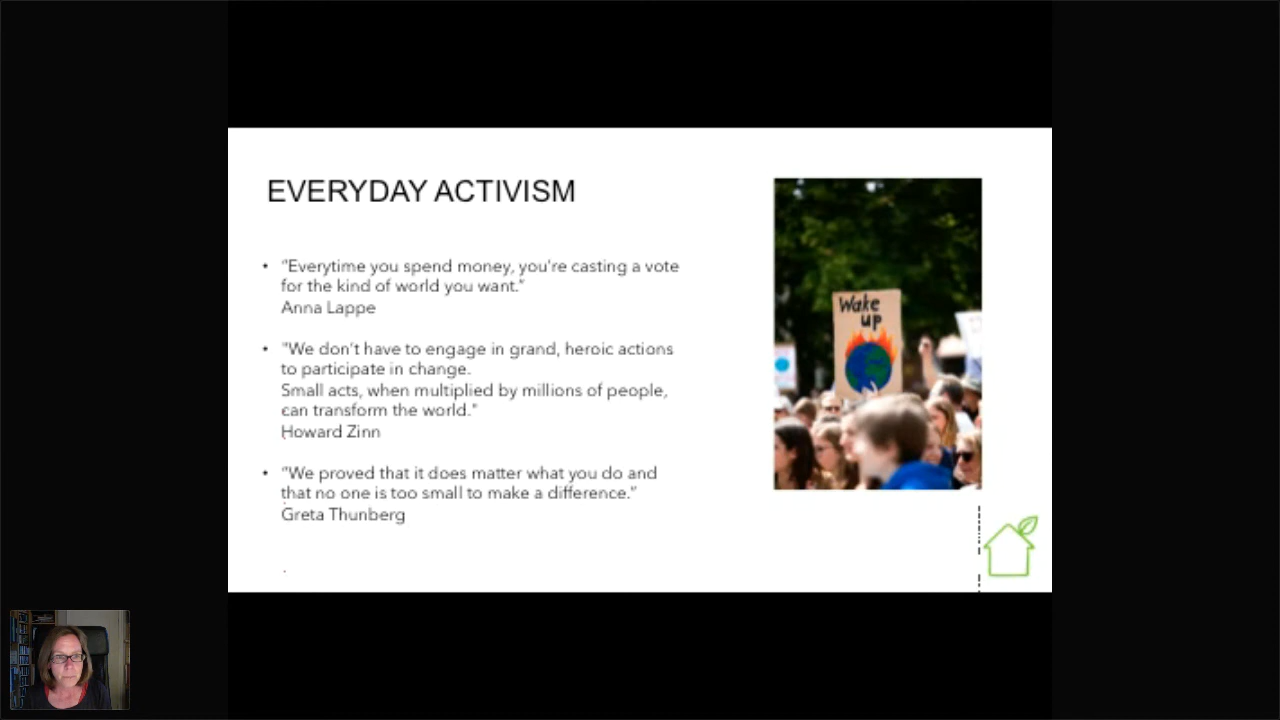 EVERYDAY ACTIVISM
• “Everytime you spend money, you're casting a vote
for the kind of world you want.”
Anna Lappe
• "We don't have to engage in grand, heroic actions
to participate in change.
Small acts, when multiplied by millions of people,
can transform the world."
Howard Zinn
• “We proved that it does matter what you do and
that no one is too small to make a difference.”
Greta Thunberg
Wake
up